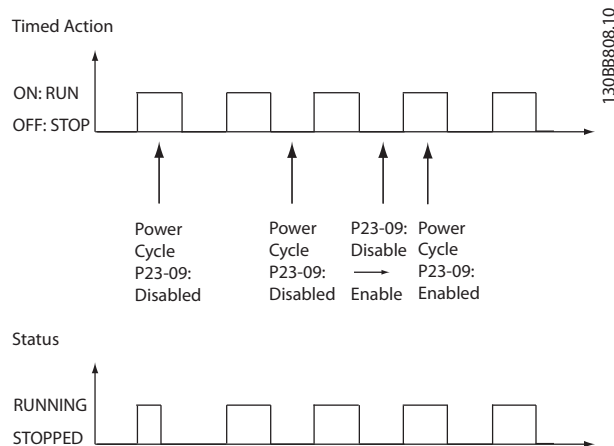 Timed Action
130BB808.10
ON: RUN
OFF: STOP
Power
Cycle
P23-09:
Disabled
Power
Cycle
P23-09:
Disabled
P23-09:
Disable
Enable
Power
Cycle
P23-09:
Enabled
Status
RUNNING
STOPPED